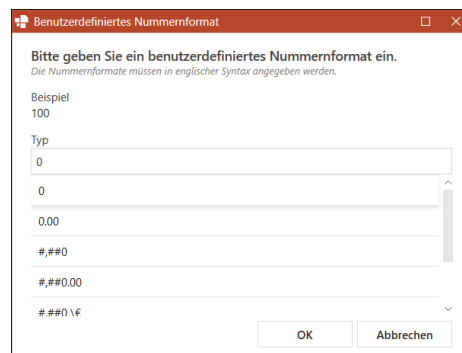 Benutzerdefiniertes Nummernformat
Bitte geben Sie ein benutzerdefiniertes Nummernformat ein.
Die Nummernformate müssen in englischer Syntax angegeben werden.
Beispiel
100
Typ
0
0
0.00
#,##0
#,##0.00
#,##0 \€
OK Abbrechen